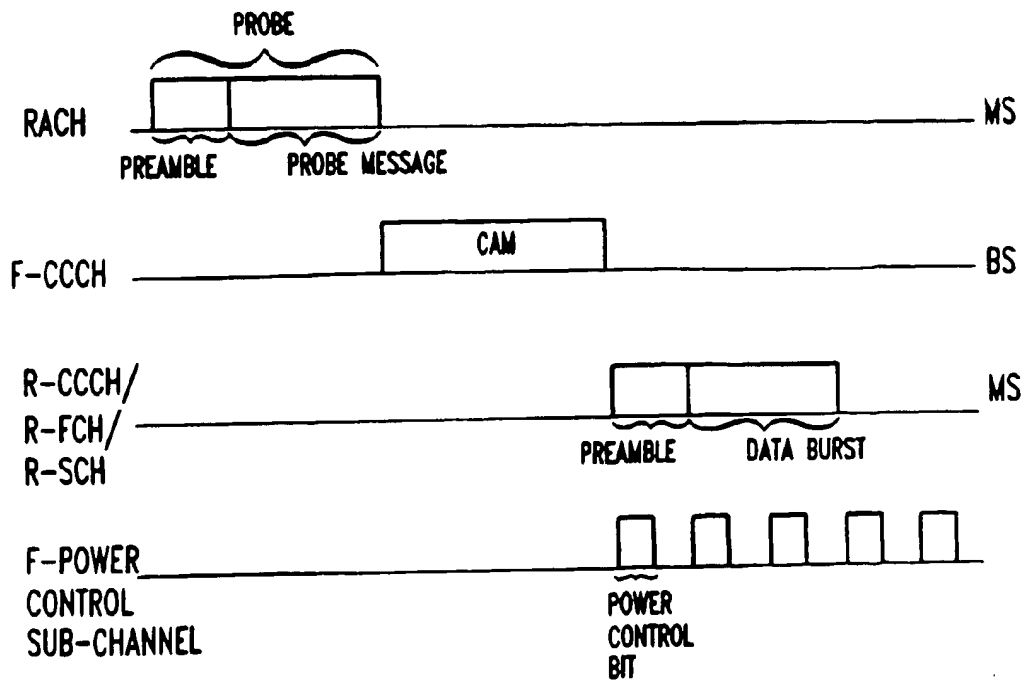 PROBE
RACH
MS
PREAMBLE
PROBE MESSAGE
CAM
F-CCCH
BS
R-CCCH/
R-FCH/
R-SCH
MS
PREAMBLE
DATA BURST
F-POWER
CONTROL
SUB-CHANNEL
POWER
CONTROL
BIT